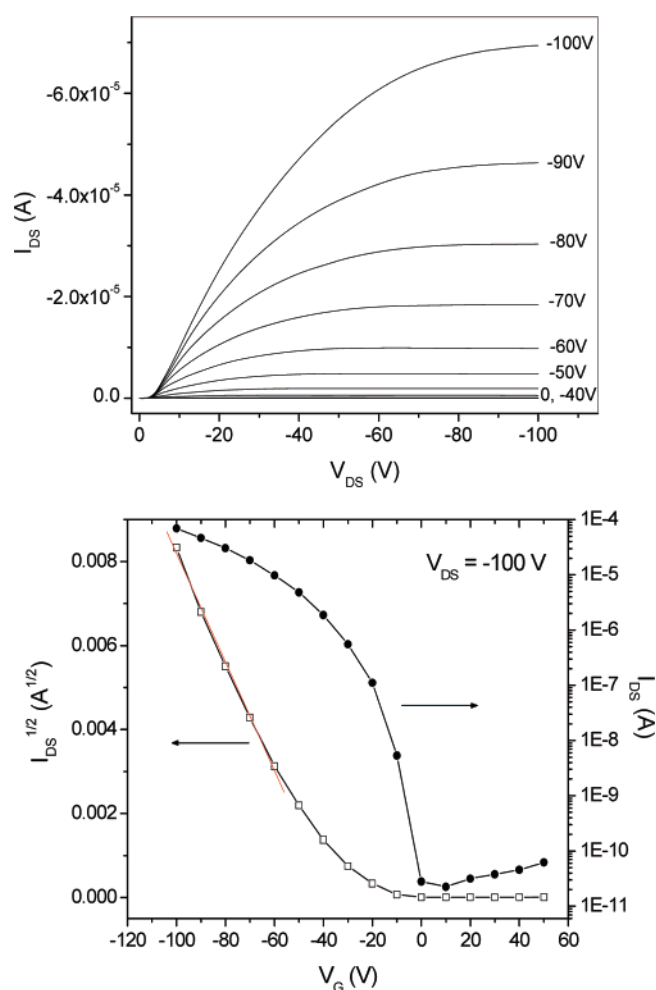 -100V
-6.0x10⁻⁵
-90V
-4.0x10⁻⁵
-80V
-2.0x10⁻⁵
-70V
-60V
-50V
0.0
0, -40V
0 -20 -40 -60 -80 -100
I_DS (A)
V_DS (V)
V_DS = -100 V
0.008
0.006
0.004
0.002
0.000
I_DS^1/2 (A^1/2)
1E-4
1E-5
1E-6
1E-7
1E-8
1E-9
1E-10
1E-11
I_DS (A)
-120 -100 -80 -60 -40 -20 0 20 40 60
V_G (V)